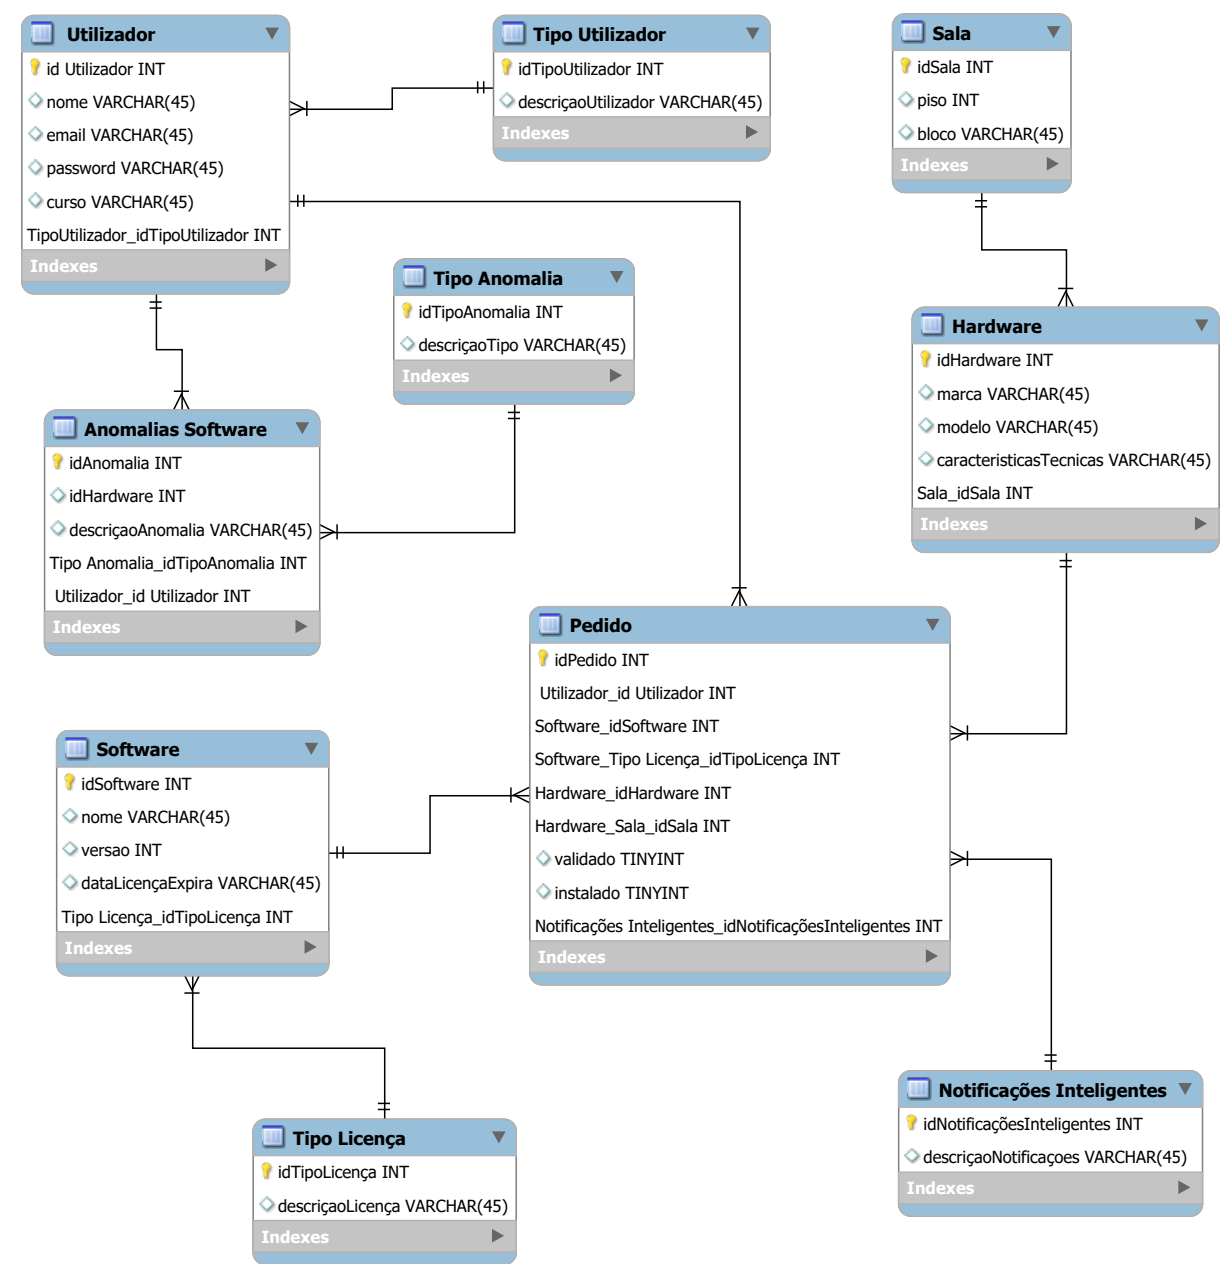 Utilizador
id Utilizador INT
nome VARCHAR(45)
email VARCHAR(45)
password VARCHAR(45)
curso VARCHAR(45)
TipoUtilizador_idTipoUtilizador INT
Indexes
Tipo Utilizador
idTipoUtilizador INT
descriçaoUtilizador VARCHAR(45)
Indexes
Sala
idSala INT
piso INT
bloco VARCHAR(45)
Indexes
Tipo Anomalia
idTipoAnomalia INT
descriçaoTipo VARCHAR(45)
Indexes
Hardware
idHardware INT
marca VARCHAR(45)
modelo VARCHAR(45)
caracteristicasTecnicas VARCHAR(45)
Sala_idSala INT
Indexes
Anomalias Software
idAnomalia INT
idHardware INT
descriçaoAnomalia VARCHAR(45)
Tipo Anomalia_idTipoAnomalia INT
Utilizador_id Utilizador INT
Indexes
Pedido
idPedido INT
Utilizador_id Utilizador INT
Software_idSoftware INT
Software_Tipo Licença_idTipoLicença INT
Hardware_idHardware INT
Hardware_Sala_idSala INT
validado TINYINT
instalado TINYINT
Notificações Inteligentes_idNotificaçõesInteligentes INT
Indexes
Software
idSoftware INT
nome VARCHAR(45)
versao INT
dataLicençaExpira VARCHAR(45)
Tipo Licença_idTipoLicença INT
Indexes
Notificações Inteligentes
idNotificaçõesInteligentes INT
descriçaoNotificaçoes VARCHAR(45)
Indexes
Tipo Licença
idTipoLicença INT
descriçaoLicença VARCHAR(45)
Indexes